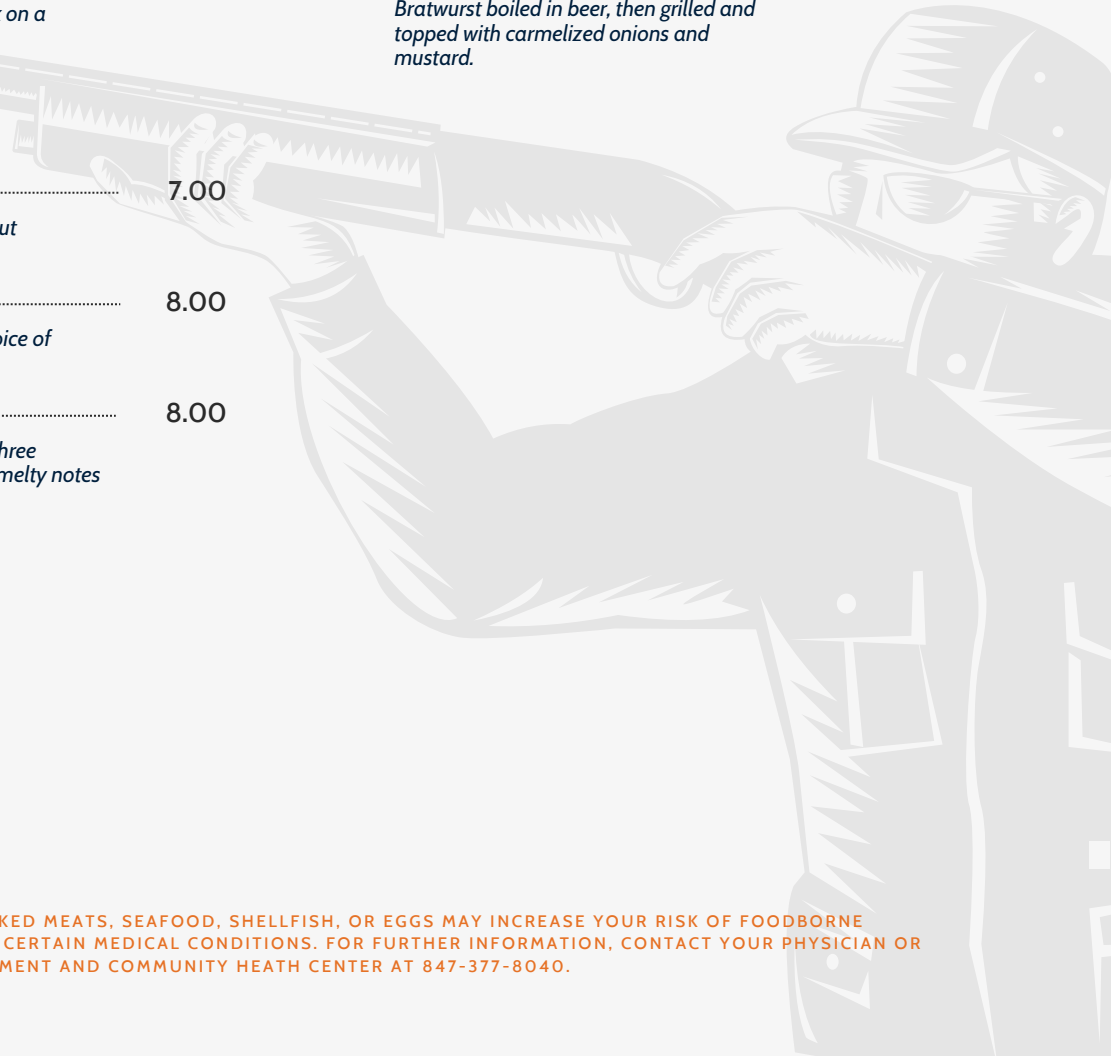 on a
Bratwurst boiled in beer, then grilled and
topped with carmelized onions and
mustard.
7.00
ut
8.00
oice of
8.00
hree
melty notes
KED MEATS, SEAFOOD, SHELLFISH, OR EGGS MAY INCREASE YOUR RISK OF FOODBORNE
CERTAIN MEDICAL CONDITIONS. FOR FURTHER INFORMATION, CONTACT YOUR PHYSICIAN OR
MENT AND COMMUNITY HEATH CENTER AT 847-377-8040.